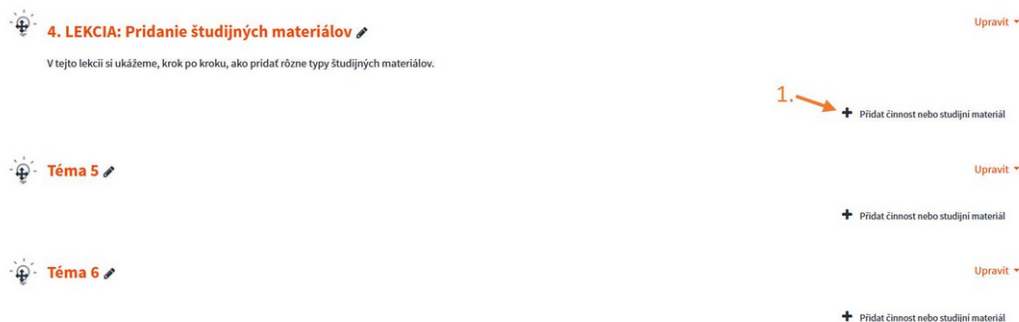 4. LEKCIA: Pridanie študijných materiálov
Upravit
V tejto lekcii si ukážeme, krok po kroku, ako pridať rôzne typy študijných materiálov.
1.
Přidat činnost nebo studijní materiál
Téma 5
Upravit
Přidat činnost nebo studijní materiál
Téma 6
Upravit
Přidat činnost nebo studijní materiál